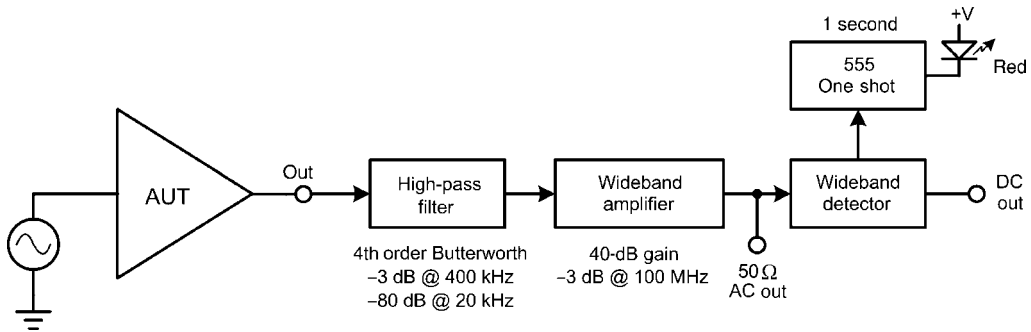 1 second
+V
555
One shot
Red
AUT
Out
High-pass
filter
Wideband
amplifier
Wideband
detector
DC
out
4th order Butterworth
–3 dB @ 400 kHz
–80 dB @ 20 kHz
40-dB gain
–3 dB @ 100 MHz
50 Ω
AC out